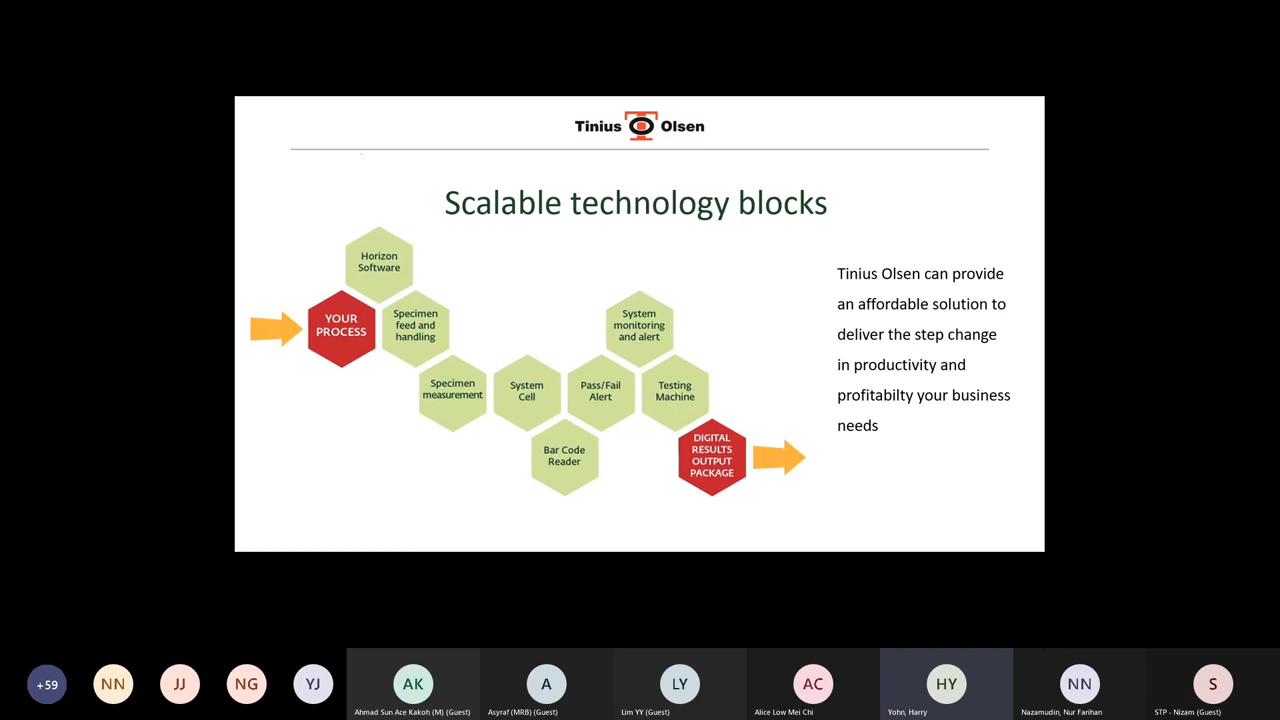 Tinius Olsen
Scalable technology blocks
Horizon
Software
YOUR
PROCESS
Specimen
feed and
handling
Specimen
measurement
System
Cell
Bar Code
Reader
Pass/Fail
Alert
System
monitoring
and alert
Testing
Machine
DIGITAL
RESULTS
OUTPUT
PACKAGE
Tinius Olsen can provide
an affordable solution to
deliver the step change
in productivity and
profitabilty your business
needs
+59
NN
JJ
NG
YJ
AK
Ahmad Sun Ace Kakoh (M) (Guest)
A
Asyraf (MRB) (Guest)
LY
Lim YY (Guest)
AC
Alice Low Mei Chi
HY
Yohn, Harry
NN
Nazamudin, Nur Farihan
S
STP - Nizam (Guest)